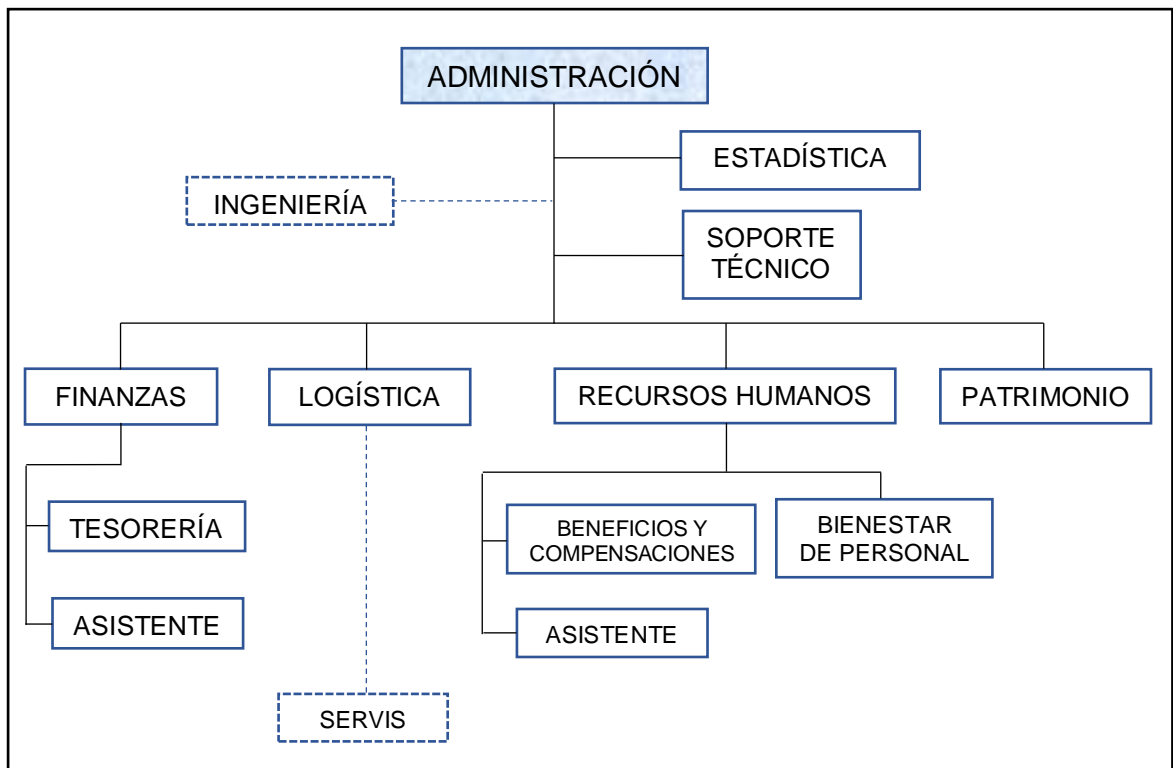 ADMINISTRACIÓN
ESTADÍSTICA
INGENIERÍA
SOPORTE
TÉCNICO
FINANZAS
LOGÍSTICA
RECURSOS HUMANOS
PATRIMONIO
TESORERÍA
BENEFICIOS Y
COMPENSACIONES
BIENESTAR
DE PERSONAL
ASISTENTE
ASISTENTE
SERVIS